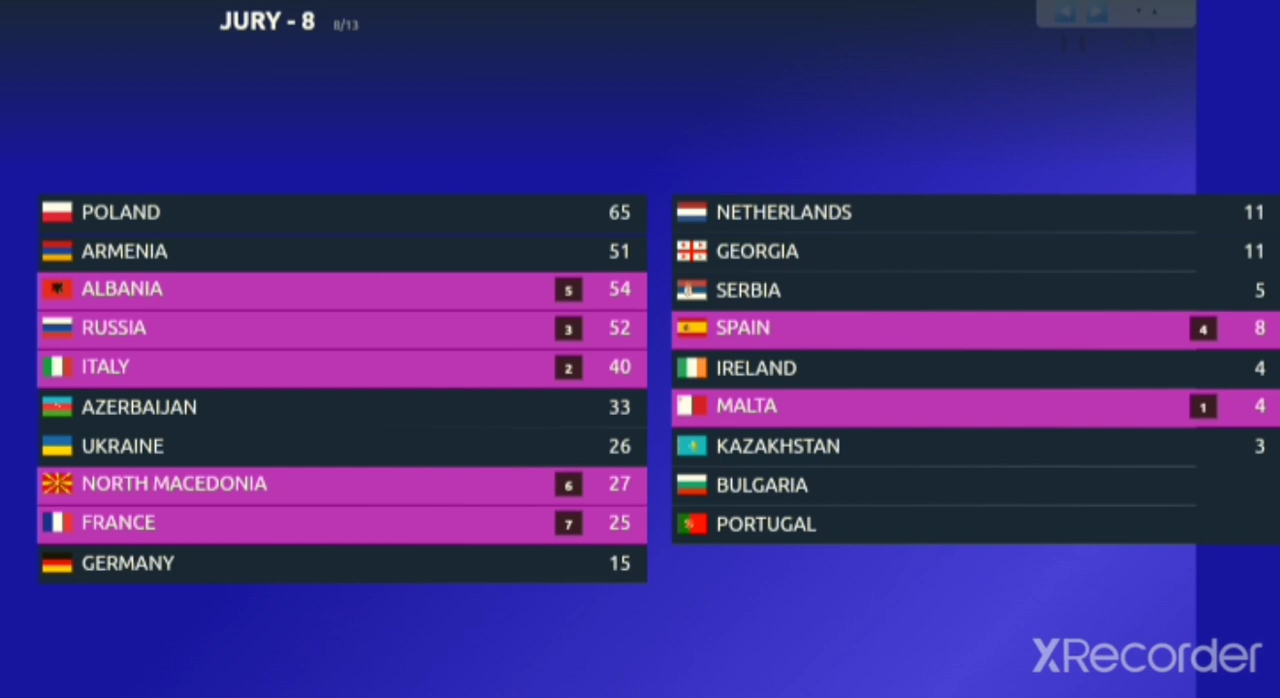 JURY - 8 8/13
POLAND 65
ARMENIA 51
ALBANIA 5 54
RUSSIA 3 52
ITALY 2 40
AZERBAIJAN 33
UKRAINE 26
NORTH MACEDONIA 6 27
FRANCE 7 25
GERMANY 15
NETHERLANDS 11
GEORGIA 11
SERBIA 5
SPAIN 4 8
IRELAND 4
MALTA 1 4
KAZAKHSTAN 3
BULGARIA
PORTUGAL
XRecorder